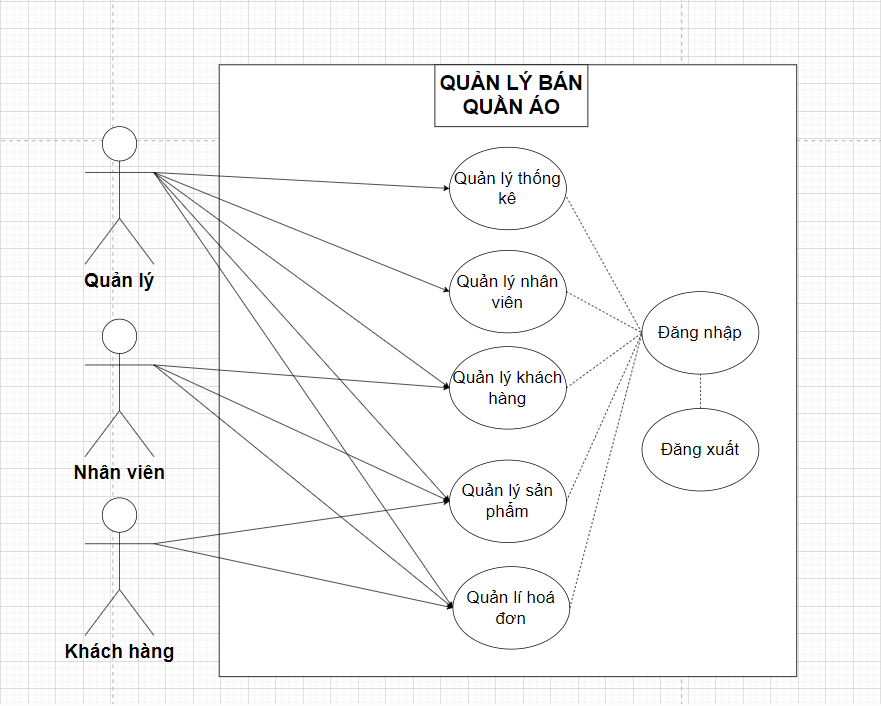 QUẢN LÝ BÁN
QUẦN ÁO
Quản lý thống
kê
Quản lý
Quản lý nhân
viên
Đăng nhập
Quản lý khách
hàng
Nhân viên
Đăng xuất
Quản lý sản
phẩm
Quản lí hoá
đơn
Khách hàng